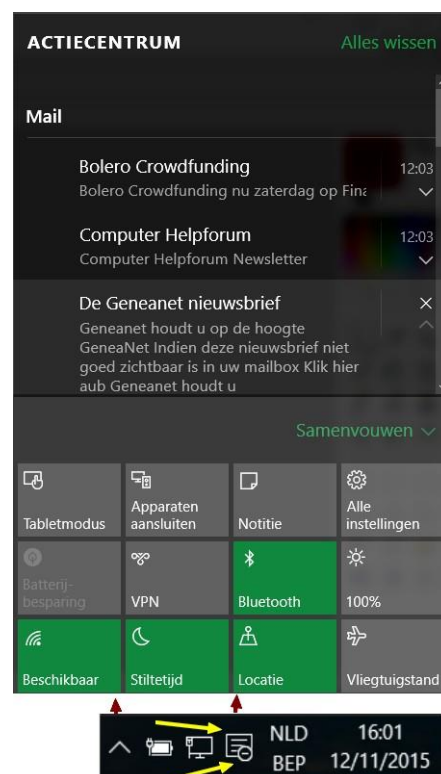 ACTIECENTRUM Alles wissen
Mail
Bolero Crowdfunding 12:03
Bolero Crowdfunding nu zaterdag op Fina
Computer Helpforum 12:03
Computer Helpforum Newsletter
De Geneanet nieuwsbrief
Geneanet houdt u op de hoogte
GeneaNet Indien deze nieuwsbrief niet
goed zichtbaar is in uw mailbox Klik hier
aub Geneanet houdt u
Samenvouwen
Tabletmodus
Apparaten
aansluiten
Notitie
Alle
instellingen
Batterij-
besparing
VPN
Bluetooth
100%
Beschikbaar
Stiltetijd
Locatie
Vliegtuigstand
NLD 16:01
BEP 12/11/2015